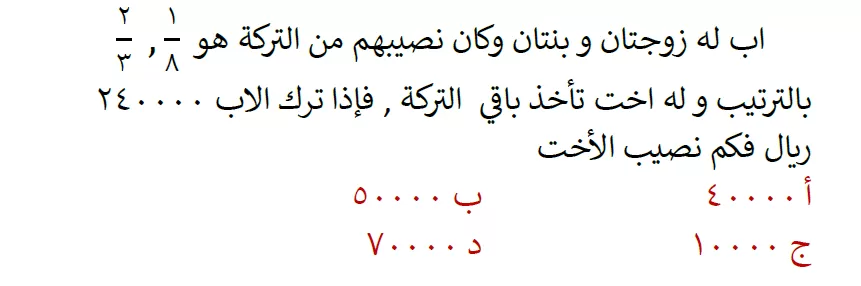 اب له زوجتان و بنتان وكان نصيبهم من التركة هو ١/٨ , ٢/٣
بالترتيب و له اخت تأخذ باقي التركة , فإذا ترك الاب ٢٤٠٠٠٠
ريال فكم نصيب الأخت
أ ٤٠٠٠٠ ب ٥٠٠٠٠
ج ١٠٠٠٠ د ٧٠٠٠٠